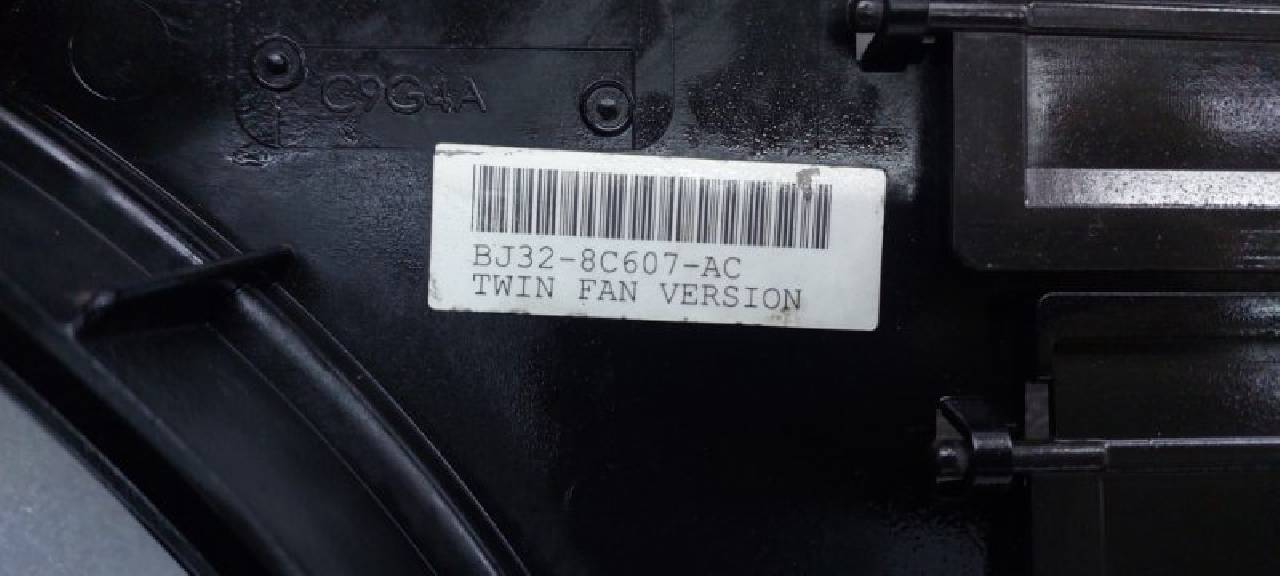 C9G4A
BJ32-8C607-AC
TWIN FAN VERSION